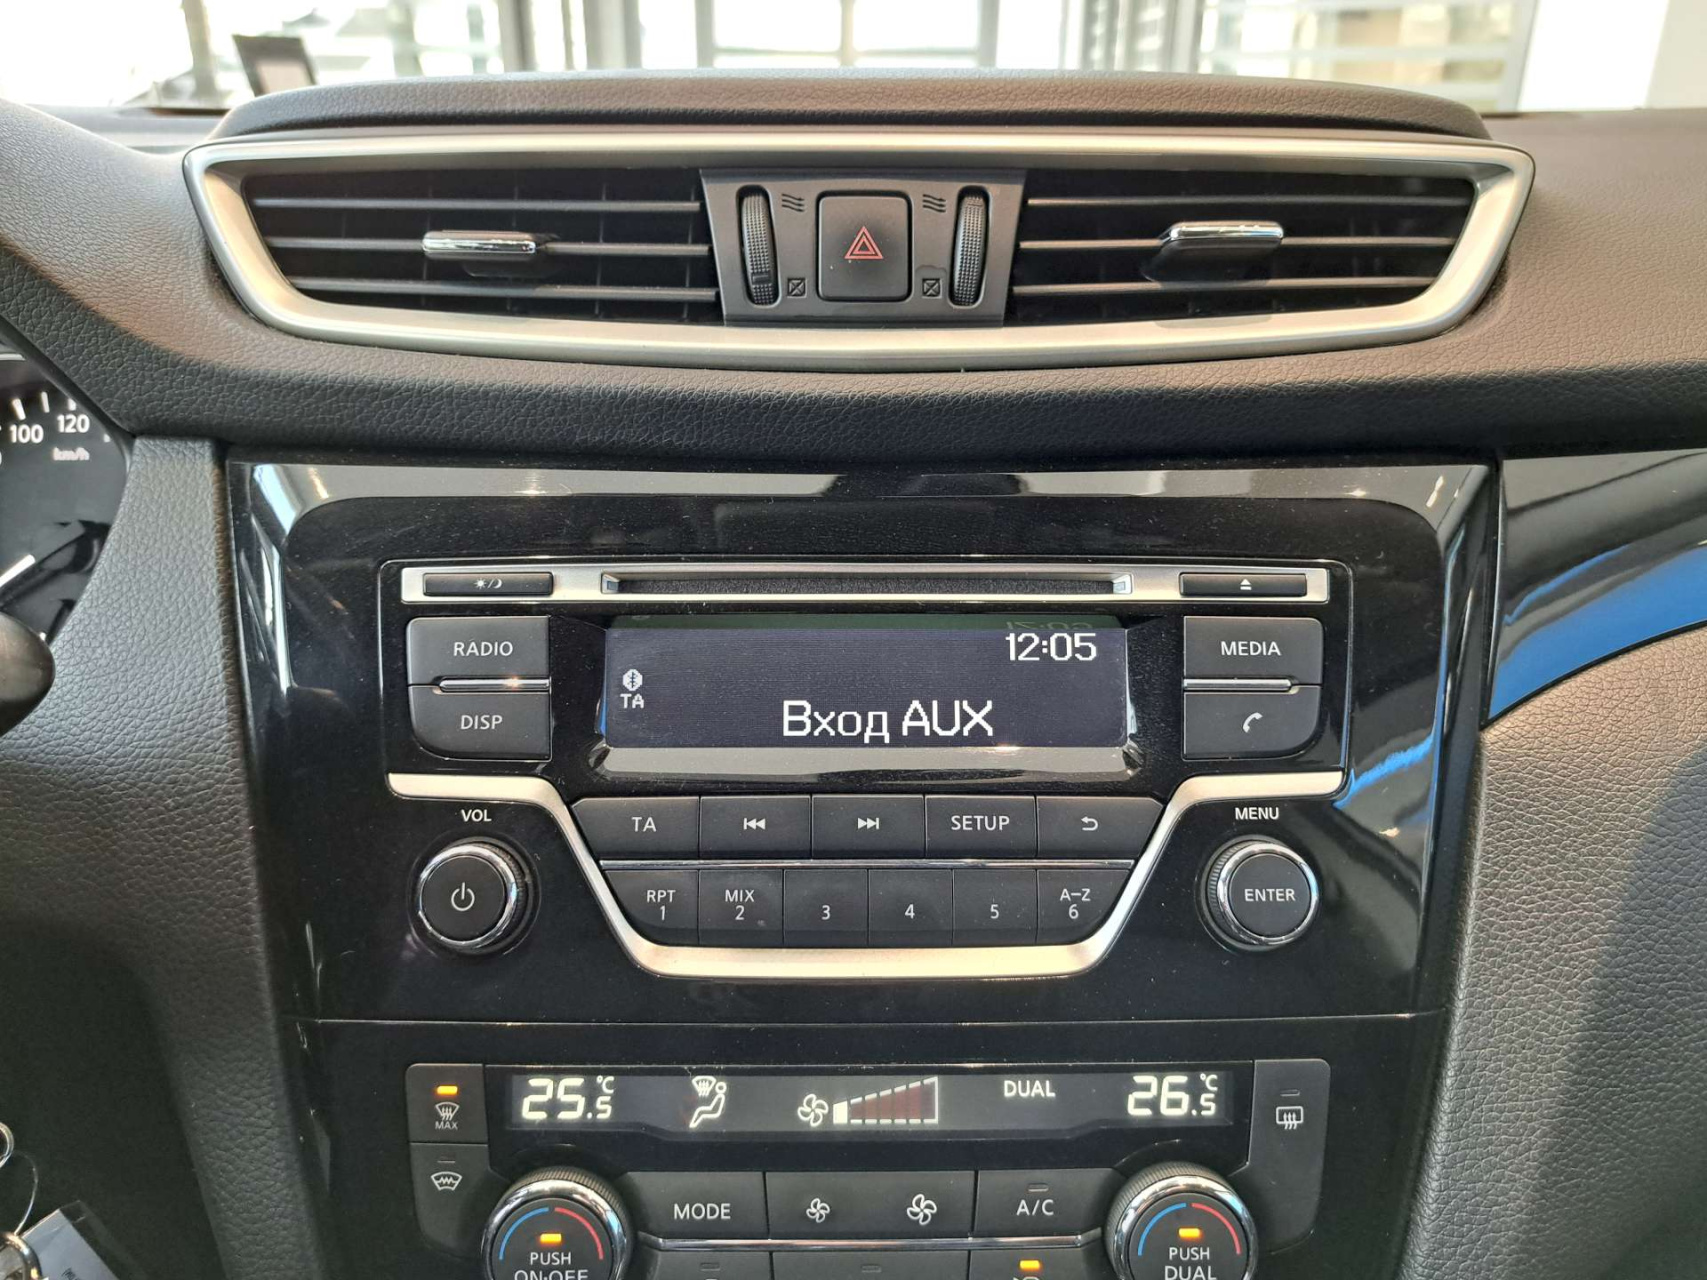 100 120
km/h
RADIO
DISP
12:05
TA
Вход AUX
MEDIA
VOL
TA
SETUP
MENU
RPT
1
MIX
2
3
4
5
A-Z
6
ENTER
MAX
25.5 °C
DUAL
26.5 °C
MODE
A/C
PUSH
ON·OFF
PUSH
DUAL